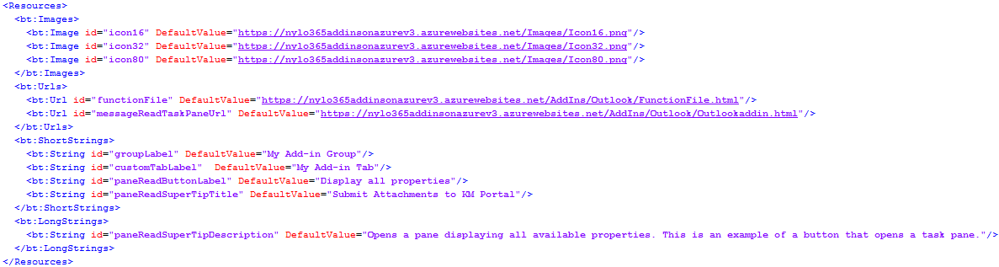 <Resources>
  <bt:Images>
    <bt:Image id="icon16" DefaultValue="https://nylo365addinsonazurev3.azurewebsites.net/Images/Icon16.png"/>
    <bt:Image id="icon32" DefaultValue="https://nylo365addinsonazurev3.azurewebsites.net/Images/Icon32.png"/>
    <bt:Image id="icon80" DefaultValue="https://nylo365addinsonazurev3.azurewebsites.net/Images/Icon80.png"/>
  </bt:Images>
  <bt:Urls>
    <bt:Url id="functionFile" DefaultValue="https://nylo365addinsonazurev3.azurewebsites.net/AddIns/Outlook/FunctionFile.html"/>
    <bt:Url id="messageReadTaskPaneUrl" DefaultValue="https://nylo365addinsonazurev3.azurewebsites.net/AddIns/Outlook/Outlookaddin.html"/>
  </bt:Urls>
  <bt:ShortStrings>
    <bt:String id="groupLabel" DefaultValue="My Add-in Group"/>
    <bt:String id="customTabLabel"  DefaultValue="My Add-in Tab"/>
    <bt:String id="paneReadButtonLabel" DefaultValue="Display all properties"/>
    <bt:String id="paneReadSuperTipTitle" DefaultValue="Submit Attachments to KM Portal"/>
  </bt:ShortStrings>
  <bt:LongStrings>
    <bt:String id="paneReadSuperTipDescription" DefaultValue="Opens a pane displaying all available properties. This is an example of a button that opens a task pane."/>
  </bt:LongStrings>
</Resources>